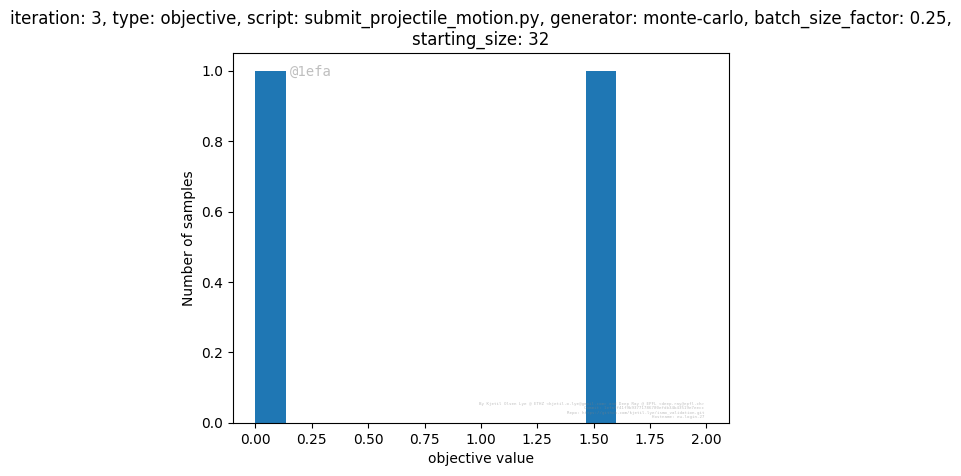 iteration: 3, type: objective, script: submit_projectile_motion.py, generator: monte-carlo, batch_size_factor: 0.25,
starting_size: 32
@1efa
1.0
0.8
0.6
0.4
0.2
0.0
Number of samples
0.00 0.25 0.50 0.75 1.00 1.25 1.50 1.75 2.00
objective value